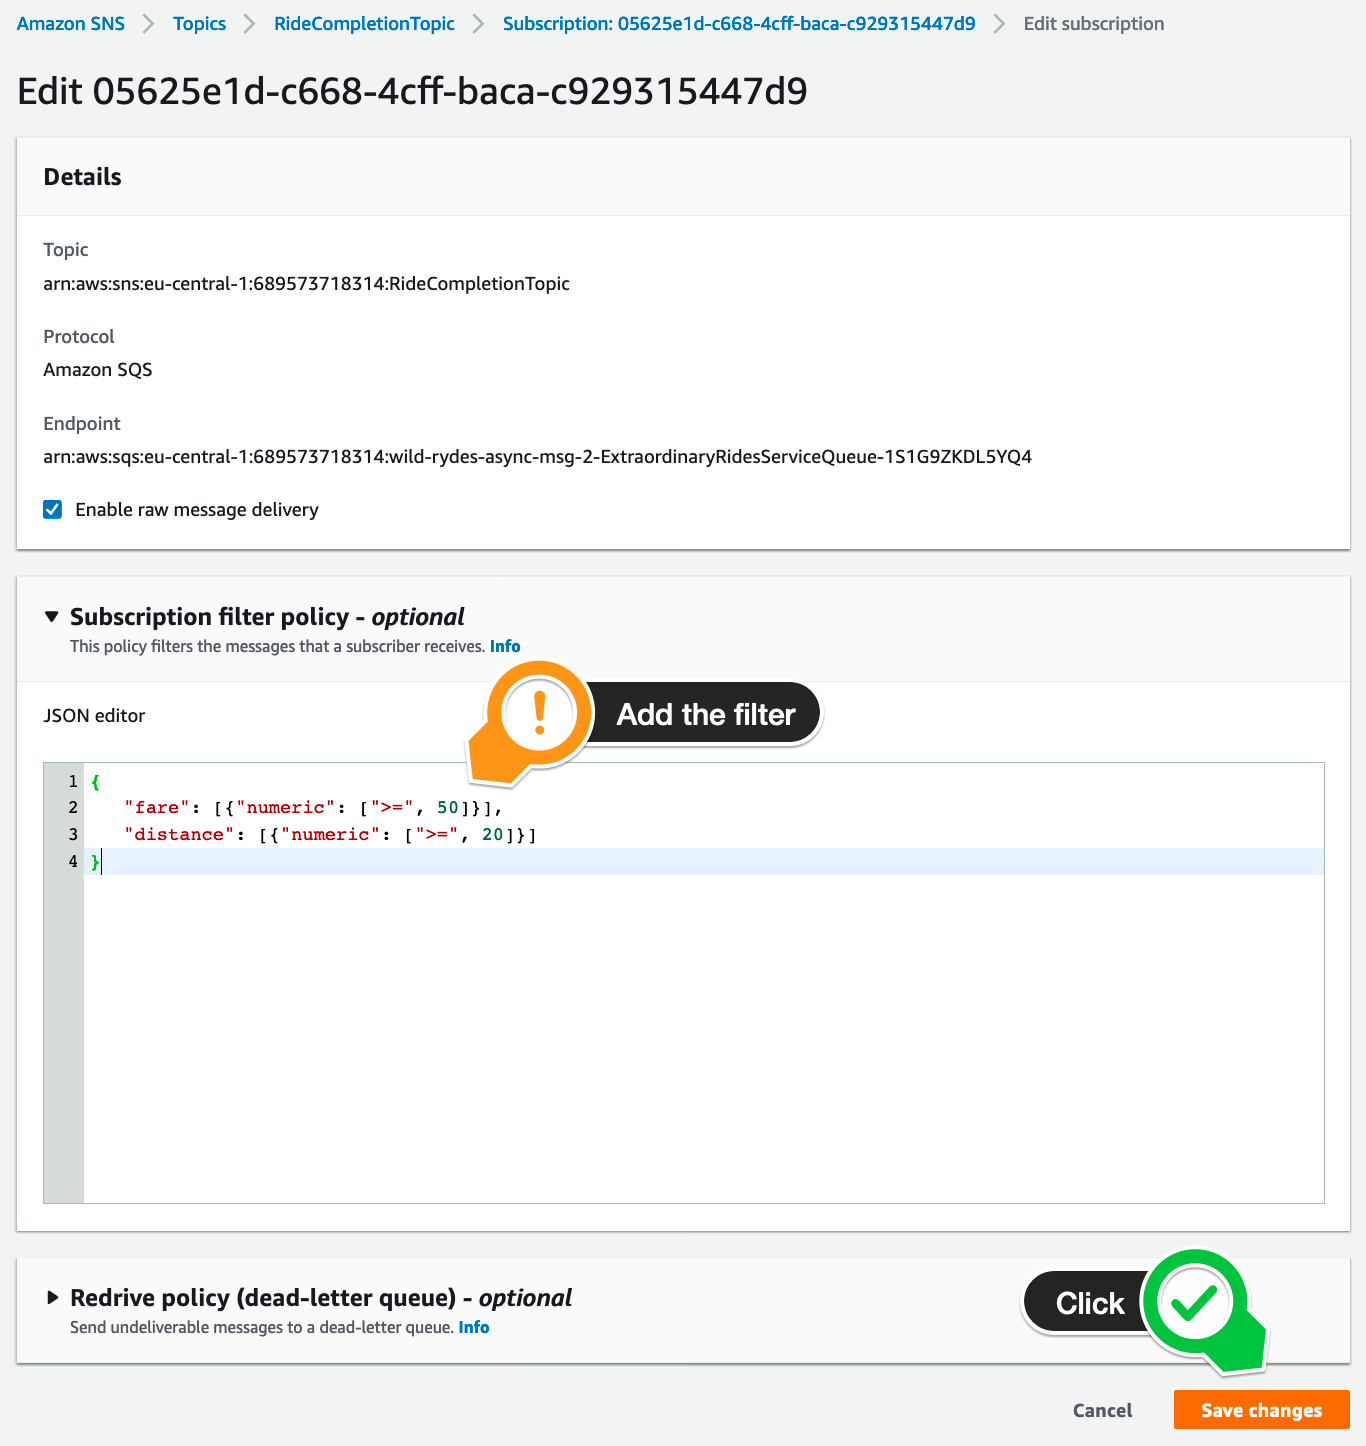 Amazon SNS > Topics > RideCompletionTopic > Subscription: 05625e1d-c668-4cff-baca-c929315447d9 > Edit subscription
Edit 05625e1d-c668-4cff-baca-c929315447d9
Details
Topic
arn:aws:sns:eu-central-1:689573718314:RideCompletionTopic
Protocol
Amazon SQS
Endpoint
arn:aws:sqs:eu-central-1:689573718314:wild-rydes-async-msg-2-ExtraordinaryRidesServiceQueue-1S1G9ZKDL5YQ4
Enable raw message delivery
Subscription filter policy - optional
This policy filters the messages that a subscriber receives. Info
! Add the filter
JSON editor
1 {
2 "fare": [{"numeric": [">=", 50]}],
3 "distance": [{"numeric": [">=", 20]}]
4 }
Redrive policy (dead-letter queue) - optional
Send undeliverable messages to a dead-letter queue. Info
Click
Cancel Save changes